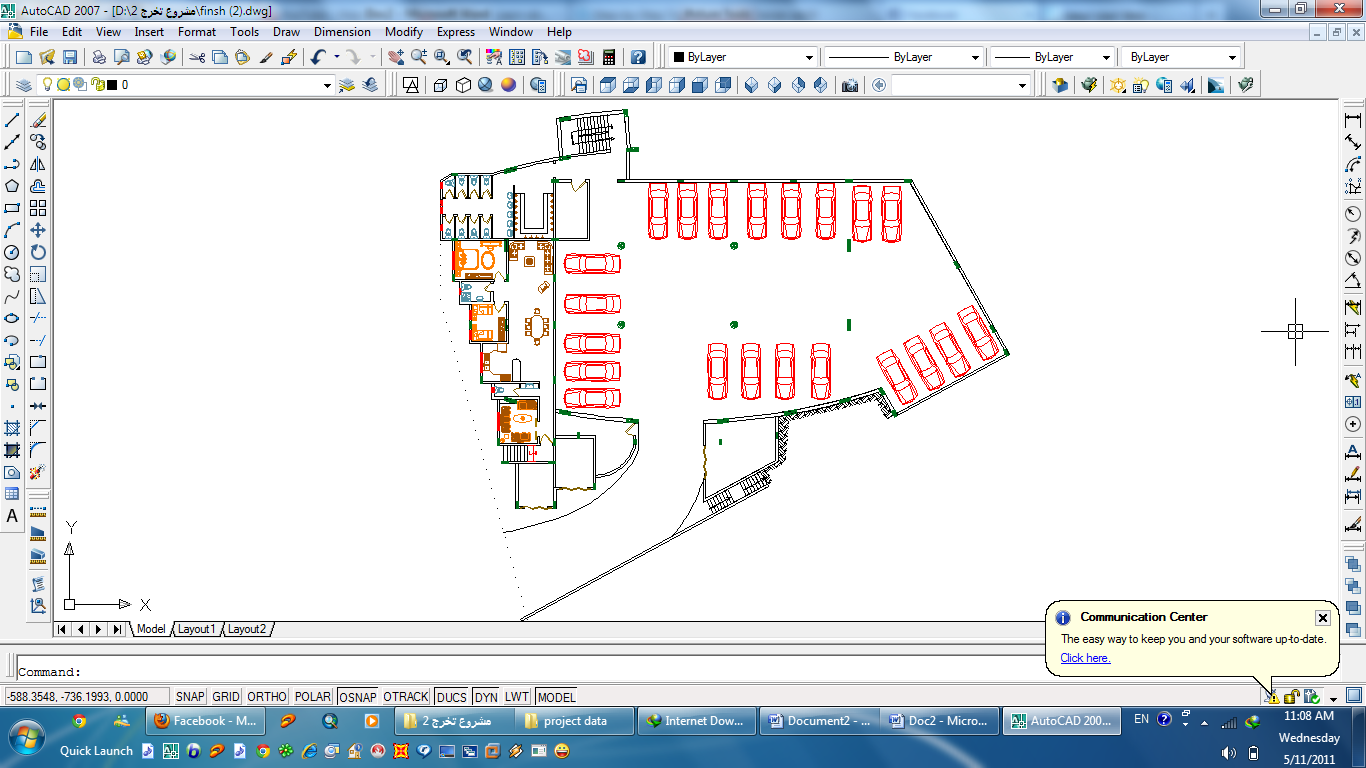 AutoCAD 2007 - [D:\2 مشروع تخرج\finsh (2).dwg]
File Edit View Insert Format Tools Draw Dimension Modify Express Window Help
ByLayer ByLayer ByLayer ByLayer
0
A
Y
X
Model Layout1 Layout2
Communication Center
The easy way to keep you and your software up-to-date.
Click here.
Command:
-588.3548, -736.1993, 0.0000 SNAP GRID ORTHO POLAR OSNAP OTRACK DUCS DYN LWT MODEL
Facebook - M... 2 مشروع تخرج project data Internet Dow... Document2 - ... Doc2 - Micro... AutoCAD 200... EN 11:08 AM
Quick Launch Wednesday
5/11/2011